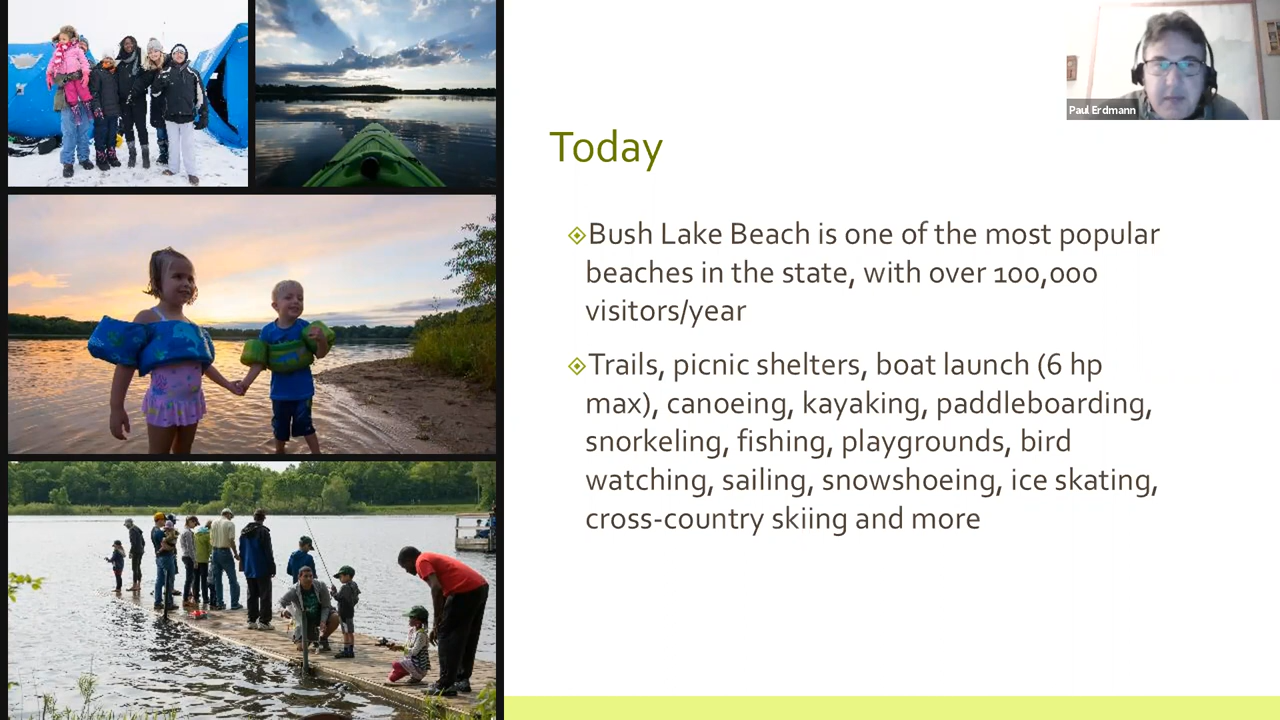 Paul Erdmann
Today
Bush Lake Beach is one of the most popular
beaches in the state, with over 100,000
visitors/year
Trails, picnic shelters, boat launch (6 hp
max), canoeing, kayaking, paddleboarding,
snorkeling, fishing, playgrounds, bird
watching, sailing, snowshoeing, ice skating,
cross-country skiing and more